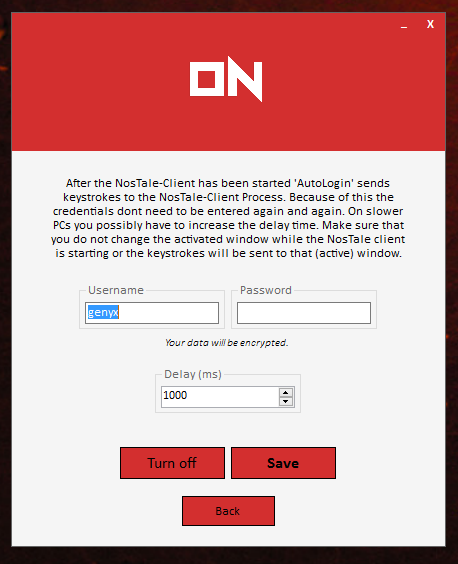 _ X
ON
After the NosTale-Client has been started 'AutoLogin' sends
keystrokes to the NosTale-Client Process. Because of this the
credentials dont need to be entered again and again. On slower
PCs you possibly have to increase the delay time. Make sure that
you do not change the activated window while the NosTale client
is starting or the keystrokes will be sent to that (active) window.
Username Password
genyx
Your data will be encrypted.
Delay (ms)
1000
Turn off Save
Back